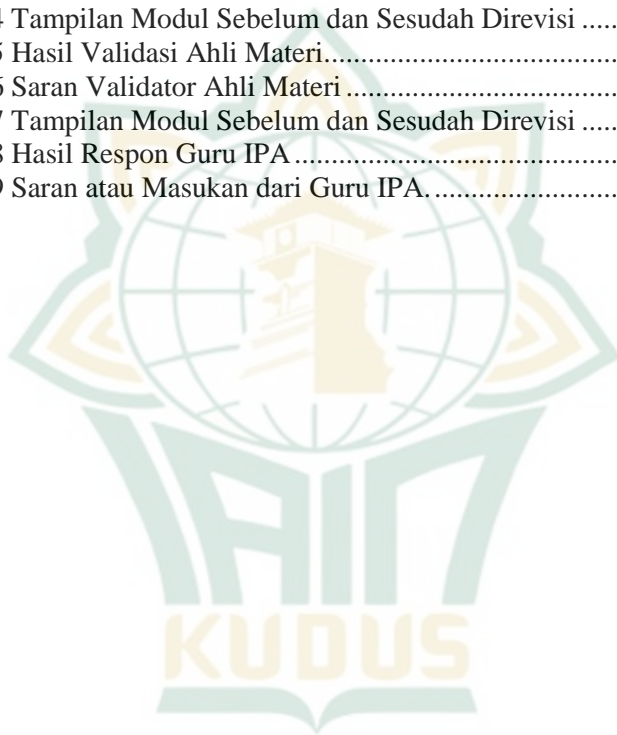 4 Tampilan Modul Sebelum dan Sesudah Direvisi .....
5 Hasil Validasi Ahli Materi.....................................
6 Saran Validator Ahli Materi ..................................
7 Tampilan Modul Sebelum dan Sesudah Direvisi .....
8 Hasil Respon Guru IPA .........................................
9 Saran atau Masukan dari Guru IPA. .......................
IAIN
KUDUS